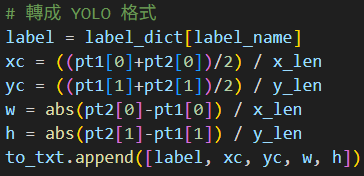 # 轉成 YOLO 格式
label = label_dict[label_name]
xc = ((pt1[0]+pt2[0])/2) / x_len
yc = ((pt1[1]+pt2[1])/2) / y_len
w = abs(pt2[0]-pt1[0]) / x_len
h = abs(pt2[1]-pt1[1]) / y_len
to_txt.append([label, xc, yc, w, h])